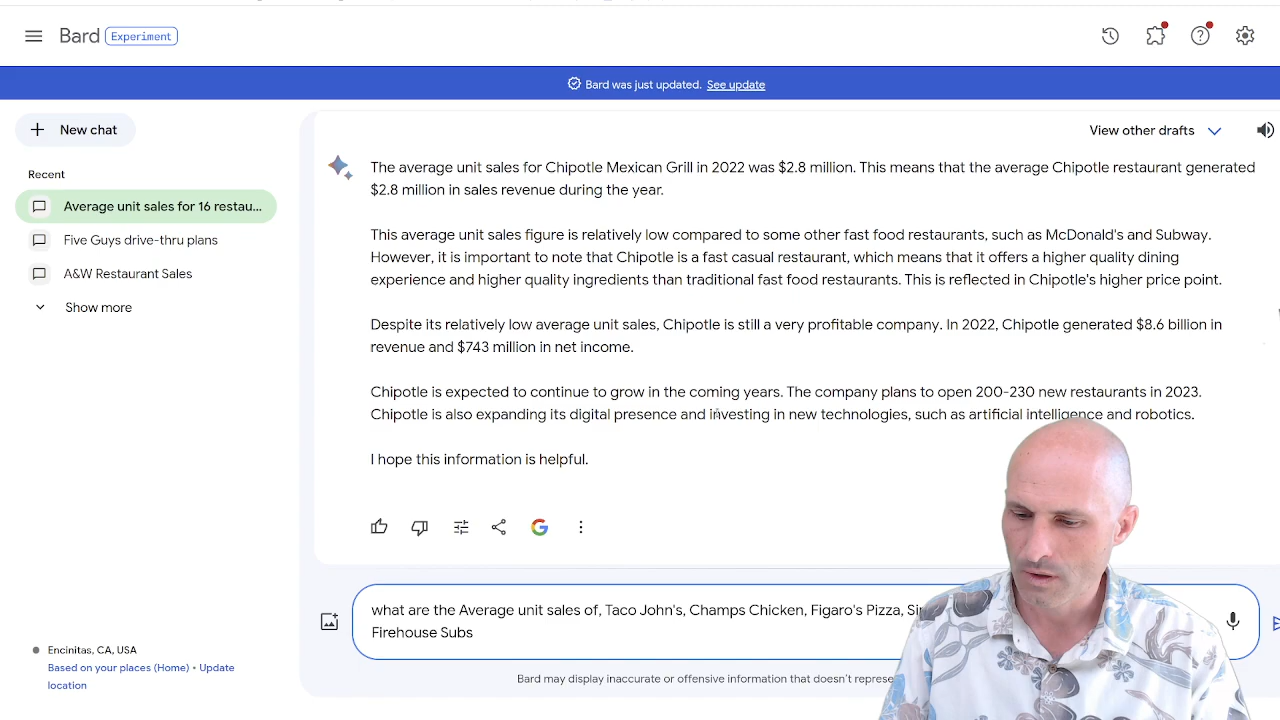 Bard Experiment
Bard was just updated. See update
New chat
Recent
Average unit sales for 16 restau...
Five Guys drive-thru plans
A&W Restaurant Sales
Show more
View other drafts
The average unit sales for Chipotle Mexican Grill in 2022 was $2.8 million. This means that the average Chipotle restaurant generated
$2.8 million in sales revenue during the year.
This average unit sales figure is relatively low compared to some other fast food restaurants, such as McDonald's and Subway.
However, it is important to note that Chipotle is a fast casual restaurant, which means that it offers a higher quality dining
experience and higher quality ingredients than traditional fast food restaurants. This is reflected in Chipotle's higher price point.
Despite its relatively low average unit sales, Chipotle is still a very profitable company. In 2022, Chipotle generated $8.6 billion in
revenue and $743 million in net income.
Chipotle is expected to continue to grow in the coming years. The company plans to open 200-230 new restaurants in 2023.
Chipotle is also expanding its digital presence and investing in new technologies, such as artificial intelligence and robotics.
I hope this information is helpful.
what are the Average unit sales of, Taco John's, Champs Chicken, Figaro's Pizza,
Firehouse Subs
Bard may display inaccurate or offensive information that doesn't
Encinitas, CA, USA
Based on your places (Home) • Update
location